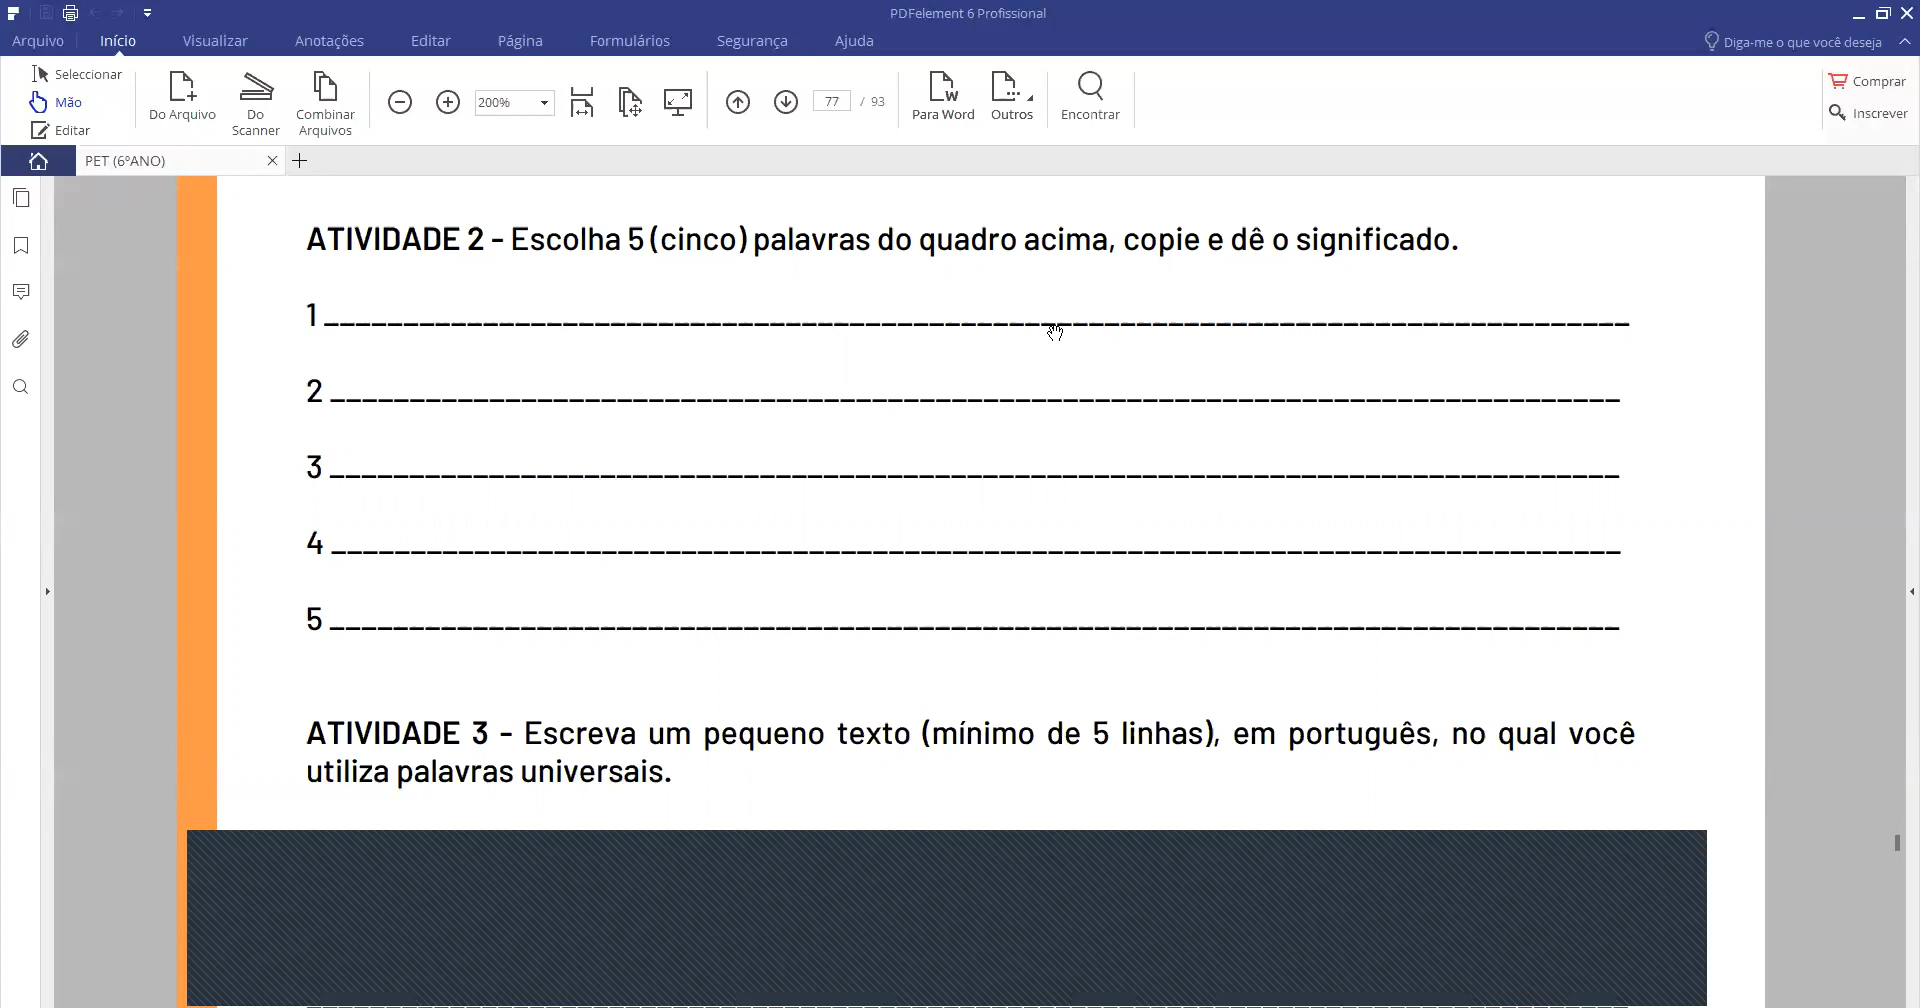 PDFelement 6 Profissional
Arquivo Início Visualizar Anotações Editar Página Formulários Segurança Ajuda Diga-me o que você deseja
Seleccionar
Mão
Editar
Do Arquivo
Do Scanner
Combinar Arquivos
200%
77 / 93
Para Word
Outros
Encontrar
Comprar
Inscrever
PET (6ºANO)
ATIVIDADE 2 - Escolha 5 (cinco) palavras do quadro acima, copie e dê o significado.
1
2
3
4
5
ATIVIDADE 3 - Escreva um pequeno texto (mínimo de 5 linhas), em português, no qual você
utiliza palavras universais.